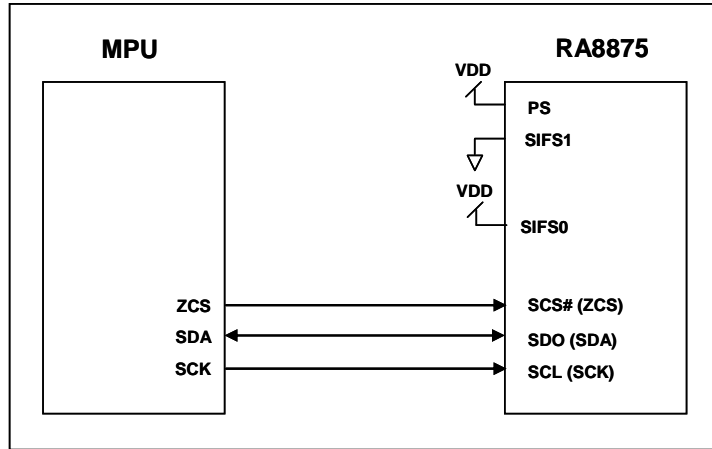 MPU
RA8875
VDD
PS
SIFS1
VDD
SIFS0
ZCS
SCS# (ZCS)
SDA
SDO (SDA)
SCK
SCL (SCK)